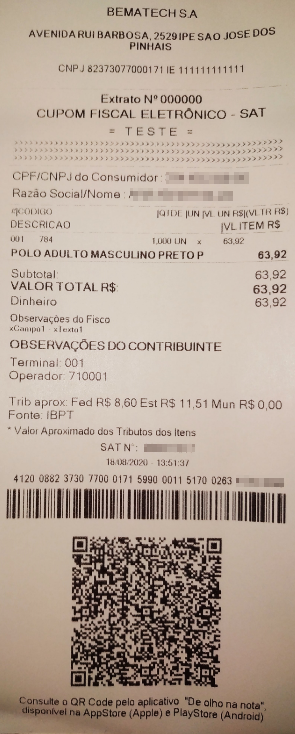 BEMATECH S.A
AVENIDA RUI BARBOSA, 2529 IPE SAO JOSE DOS
PINHAIS
CNPJ 82373077000171 IE 111111111111
Extrato Nº 000000
CUPOM FISCAL ELETRÔNICO - SAT
= TESTE =
CPF/CNPJ do Consumidor :
Razão Social/Nome :
#|CÓDIGO |QTDE |UN |VL UN R$|(VLTR R$)
DESCRICAO |VL ITEM R$
001 784 1,000 UN x 63,92
POLO ADULTO MASCULINO PRETO P 63,92
Subtotal: 63,92
VALOR TOTAL R$: 63,92
Dinheiro 63,92
Observações do Fisco
xCampo1 - xTexto1
OBSERVAÇÕES DO CONTRIBUINTE
Terminal: 001
Operador: 710001
Trib aprox: Fed R$ 8,60 Est R$ 11,51 Mun R$ 0,00
Fonte: IBPT
* Valor Aproximado dos Tributos dos Itens
SAT Nº:
18/08/2020 - 13:51:37
4120 0882 3730 7700 0171 5990 0011 5170 0263
Consulte o QR Code pelo aplicativo "De olho na nota",
disponível na AppStore (Apple) e PlayStore (Android)